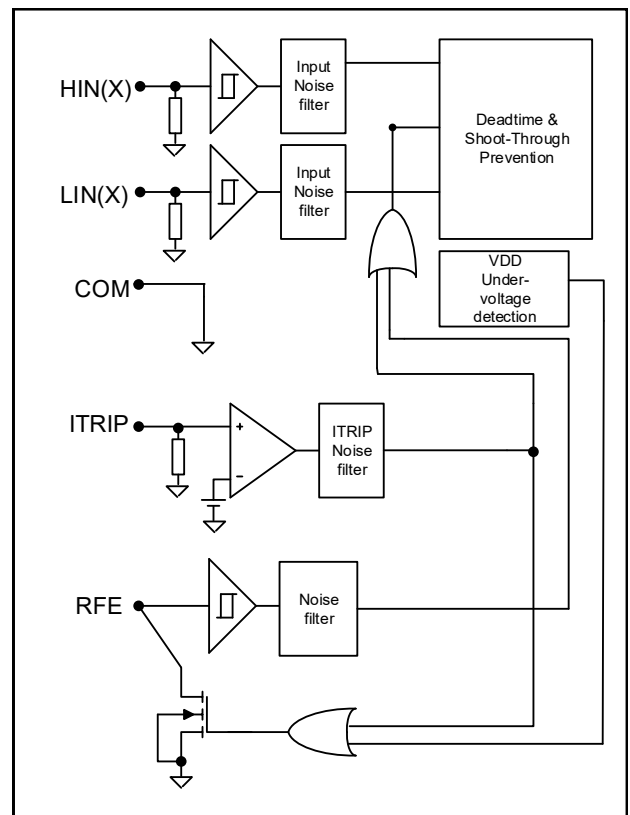 HIN(X)
Input
Noise
filter
Deadtime &
Shoot-Through
Prevention
LIN(X)
Input
Noise
filter
COM
VDD
Under-
voltage
detection
ITRIP
+
−
ITRIP
Noise
filter
RFE
Noise
filter